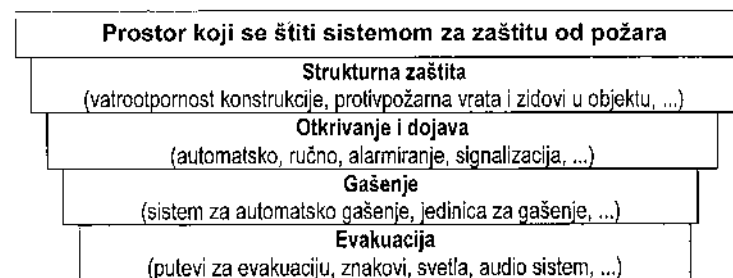 Prostor koji se štiti sistemom za zaštitu od požara
Strukturna zaštita
(vatrootpornost konstrukcije, protivpožarna vrata i zidovi u objektu, ...)
Otkrivanje i dojava
(automatsko, ručno, alarmiranje, signalizacija, ...)
Gašenje
(sistem za automatsko gašenje, jedinica za gašenje, ...)
Evakuacija
(putevi za evakuaciju, znakovi, svetla, audio sistem, ...)